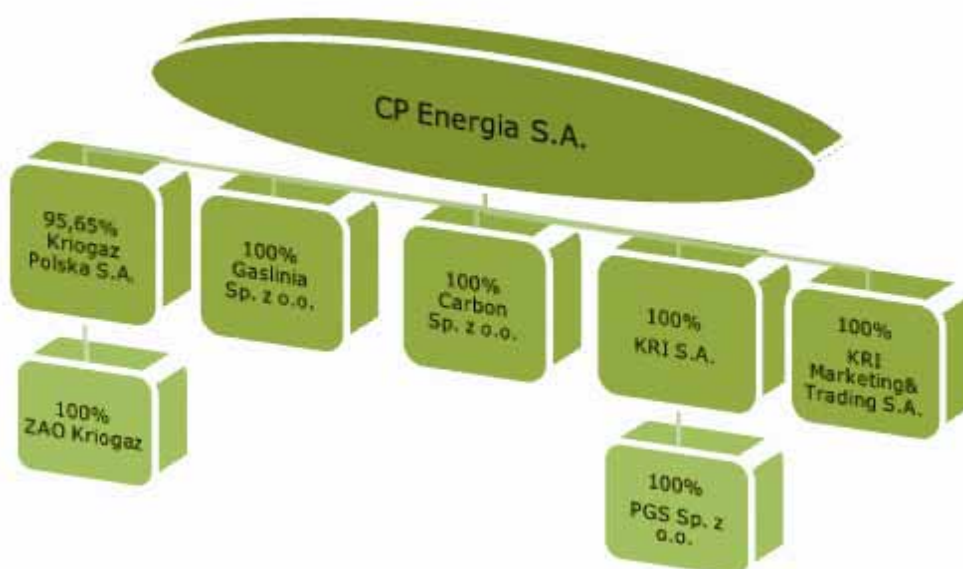 CP Energia S.A.
95,65%
Kriogaz
Polska S.A.
100%
Gaslinia
Sp. z o.o.
100%
Carbon
Sp. z o.o.
100%
KRI S.A.
100%
KRI
Marketing&
Trading S.A.
100%
ZAO Kriogaz
100%
PGS Sp. z
o.o.